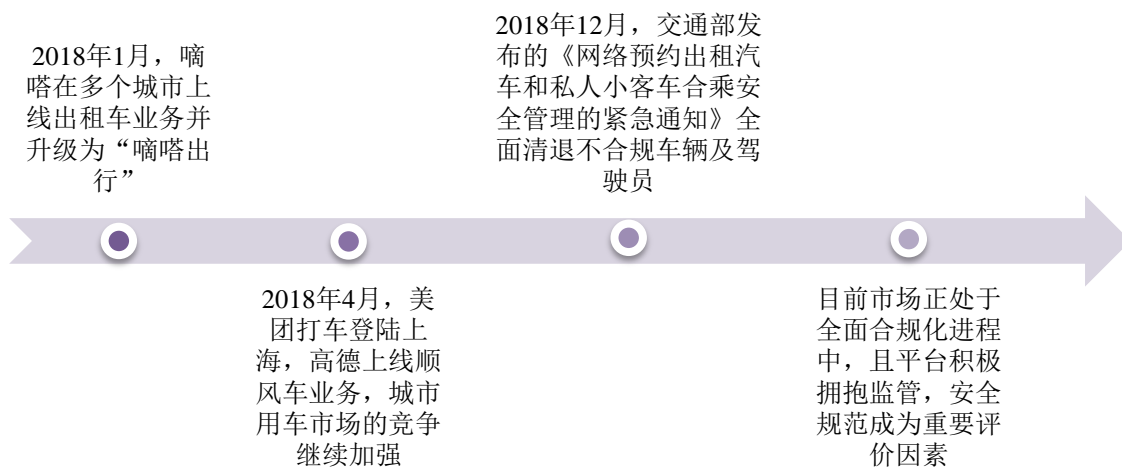 2018年1月，嘀
嗒在多个城市上
线出租车业务并
升级为“嘀嗒出
行”
2018年4月，美
团打车登陆上
海，高德上线顺
风车业务，城市
用车市场的竞争
继续加强
2018年12月，交通部发
布的《网络预约出租汽
车和私人小客车合乘安
全管理的紧急通知》全
面清退不合规车辆及驾
驶员
目前市场正处于
全面合规化进程
中，且平台积极
拥抱监管，安全
规范成为重要评
价因素